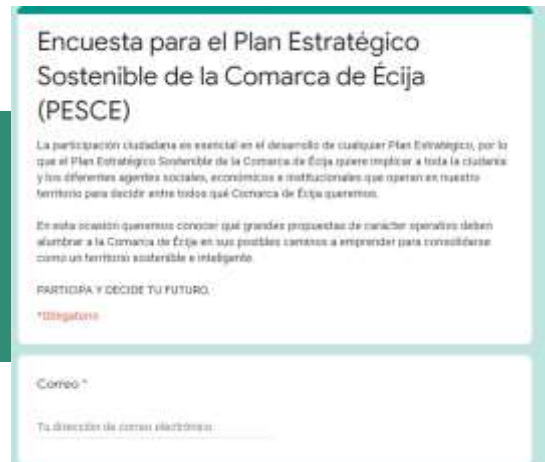 Encuesta para el Plan Estratégico
Sostenible de la Comarca de Écija
(PESCE)
La participación ciudadana es esencial en el desarrollo de cualquier Plan Estratégico, por lo
que el Plan Estratégico Sostenible de la Comarca de Écija quiere implicar a toda la ciudanía
y los diferentes agentes sociales, económicos e institucionales que operan en nuestro
territorio para decidir entre todos qué Comarca de Écija queremos.
En esta ocasión queremos conocer qué grandes propuestas de carácter operativo deben
alumbrar a la Comarca de Écija en sus posibles caminos a emprender para consolidarse
como un territorio sostenible e inteligente.
PARTICIPA Y DECIDE TU FUTURO.
*Obligatorio
Correo *
Tu dirección de correo electrónico